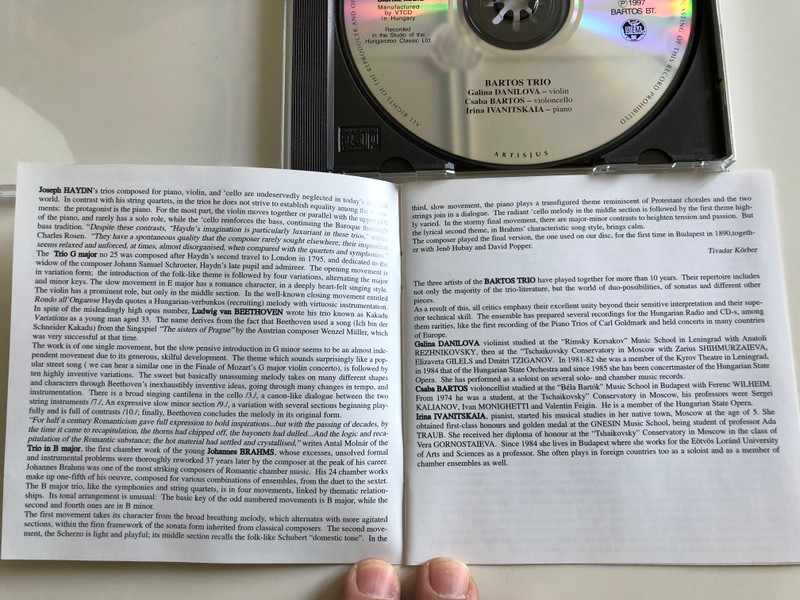 Manufactured
by VTCD
in Hungary
Recorded
in the Studio of the
Hungaroton Classic Ltd.
℗ 1997
BARTOS BT.
BARTOS TRIO
Galina DANILOVA – violin
Csaba BARTOS – violoncello
Irina IVANITSKAIA – piano
ALL RIGHTS OF THE REPRODUCER AND OF
ARTISJUS
OF THIS RECORD PROHIBITED
Joseph HAYDN's trios composed for piano, violin, and 'cello are undeservedly neglected in today's
world. In contrast with his string quartets, in the trios he does not strive to establish equality among the
ments: the protagonist is the piano. For the most part, the violin moves together or parallel with the upper
of the piano, and rarely has a solo role, while the 'cello reinforces the bass, continuing the Baroque through
bass tradition. "Despite these contrasts, "Haydn's imagination is particularly luxuriant in these trios,"
Charles Rosen. "They have a spontaneous quality that the composer rarely sought elsewhere; their inspiration
seems relaxed and unforced, at times, almost disorganised, when compared with the quartets and symphonies."
The Trio G major no 25 was composed after Haydn's second travel to London in 1795, and dedicated to the
widow of the composer Johann Samuel Schroeter, Haydn's late pupil and admireer. The opening movement is
in variation form; the introduction of the folk-like theme is followed by four variations, alternating the major
and minor keys. The slow movement in E major has a romance character, in a deeply heart-felt singing style.
The violin has a prominent role, but only in the middle section. In the well-known closing movement entitled
Rondo all'Ongarese Haydn quotes a Hungarian-verbunkos (recruiting) melody with virtuosic instrumentation.
In spite of the misleadingly high opus number, Ludwig van BEETHOVEN wrote his trio known as Kakadu
Variations as a young man aged 33. The name derives from the fact that Beethoven used a song (Ich bin der
Schneider Kakadu) from the Singspiel "The sisters of Prague" by the Austrian composer Wenzel Müller, which
was very successful at that time.
The work is of one single movement, but the slow pensive introduction in G minor seems to be an almost inde-
pendent movement due to its generous, skilful development. The theme which sounds surprisingly like a pop-
ular street song ( we can hear a similar one in the Finale of Mozart's G major violin concerto), is followed by
ten highly inventive variations. The sweet but basically unassuming melody takes on many different shapes
and characters through Beethoven's inexhaustibly inventive ideas, going through many changes in tempo, and
instrumentation. There is a broad singing cantilena in the cello /3./, a canon-like dialogue between the two
string instruments /7./, An expressive slow minor section /9./, a variation with several sections beginning play-
fully and is full of contrasts /10./; finally, Beethoven concludes the melody in its original form.
"For half a century Romanticism gave full expression to bold inspirations...but with the passing of decades, by
the time it came to recapitulation, the thorns had chipped off, the bayonets had dulled...And the logic and reca-
pitulation of the Romantic substance; the hot material had settled and crystallised," writes Antal Molnár of the
Trio in B major, the first chamber work of the young Johannes BRAHMS, whose excesses, unsolved formal
and instrumental problems were thoroughly reworked 37 years later by the composer at the peak of his career.
Johannes Brahms was one of the most striking composers of Romantic chamber music. His 24 chamber works
make up one-fifth of his oeuvre, composed for various combinations of ensembles, from the duet to the sextet.
The B major trio, like the symphonies and string quartets, is in four movements, linked by thematic relation-
ships. Its tonal arrangement is unusual: The basic key of the odd numbered movements is B major, while the
second and fourth ones are in B minor.
The first movement takes its character from the broad breathing melody, which alternates with more agitated
sections, within the firm framework of the sonata form inherited from classical composers. The second move-
ment, the Scherzo is light and playful; its middle section recalls the folk-like Schubert "domestic tone". In the
third, slow movement, the piano plays a transfigured theme reminiscent of Protestant chorales and the two
strings join in a dialogue. The radiant 'cello melody in the middle section is followed by the first theme high-
ly varied. In the stormy final movement, there are major-minor contrasts to heighten tension and passion. But
the lyrical second theme, in Brahms' characteristic song style, brings calm.
The composer played the final version, the one used on our disc, for the first time in Budapest in 1890,togeth-
er with Jenő Hubay and David Popper.
Tivadar Körber
The three artists of the BARTOS TRIO have played together for more than 10 years. Their repertoire includes
not only the majority of the trio-literature, but the world of duo-possibilities, of sonatas and different other
pieces.
As a result of this, all critics emphasy their excellent unity beyond their sensitive interpretation and their supe-
rior technical skill. The ensemble has prepared several recordings for the Hungarian Radio and CD-s, among
them rarities, like the first recording of the Piano Trios of Carl Goldmark and held concerts in many countries
of Europe.
Galina DANILOVA violinist studied at the "Rimsky Korsakov" Music School in Leningrad with Anatoli
REZHNIKOVSKY, then at the "Tschaikovsky Conservatory in Moscow with Zarius SHIHMURZAIEVA,
Elizaveta GILELS and Dmitri TZIGANOV. In 1981-82 she was a member of the Kyrov Theatre in Leningrad,
in 1984 that of the Hungarian State Orchestra and since 1985 she has been concertmaster of the Hungarian State
Opera. She has performed as a soloist on several solo- and chamber music records.
Csaba BARTOS violoncellist studied at the "Béla Bartók" Music School in Budapest with Ferenc WILHEIM.
From 1974 he was a student, at the Tschaikovsky" Conservatory in Moscow, his professors were Sergei
KALIANOV, Ivan MONIGHETTI and Valentin Feigin. He is a member of the Hungarian State Opera.
Irina IVANITSKAIA, pianist, started his musical studies in her native town, Moscow at the age of 5. She
obtained first-class honours and golden medal at the GNESIN Music School, being student of professor Ada
TRAUB. She received her diploma of honour at the "Tshaikovsky" Conservatory in Moscow in the class of
Vera GORNOSTAIEVA. Since 1984 she lives in Budapest where she works for the Eötvös Loránd University
of Arts and Sciences as a professor. She often plays in foreign countries too as a soloist and as a member of
chamber ensembles as well.